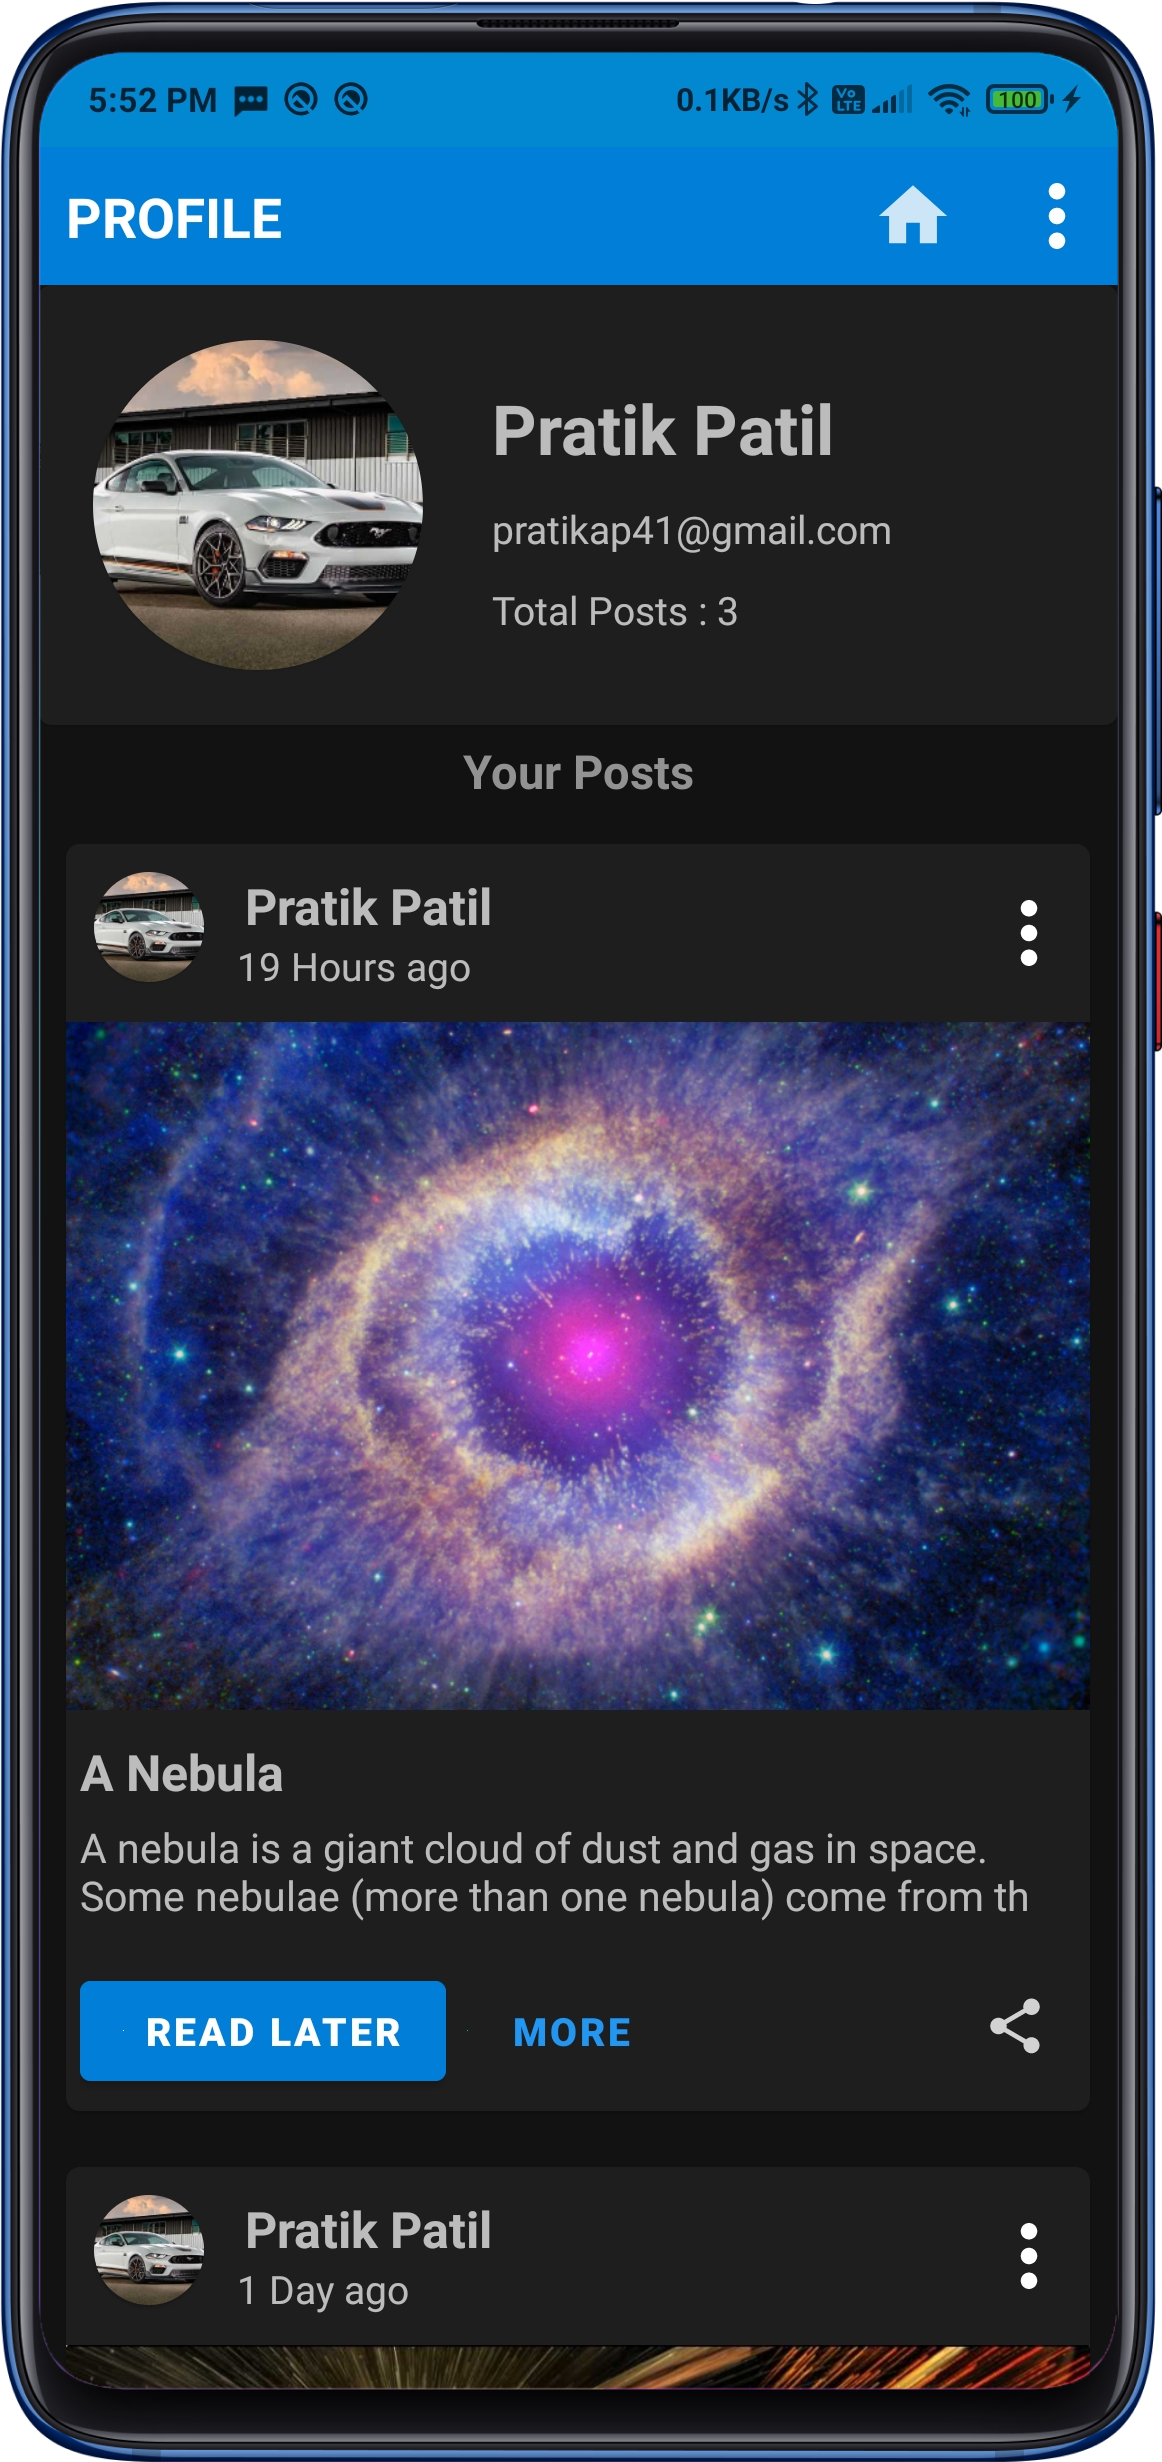 5:52 PM 0.1KB/s Vo LTE 100
PROFILE
Pratik Patil
pratikap41@gmail.com
Total Posts : 3
Your Posts
Pratik Patil
19 Hours ago
A Nebula
A nebula is a giant cloud of dust and gas in space.
Some nebulae (more than one nebula) come from th
READ LATER MORE
Pratik Patil
1 Day ago